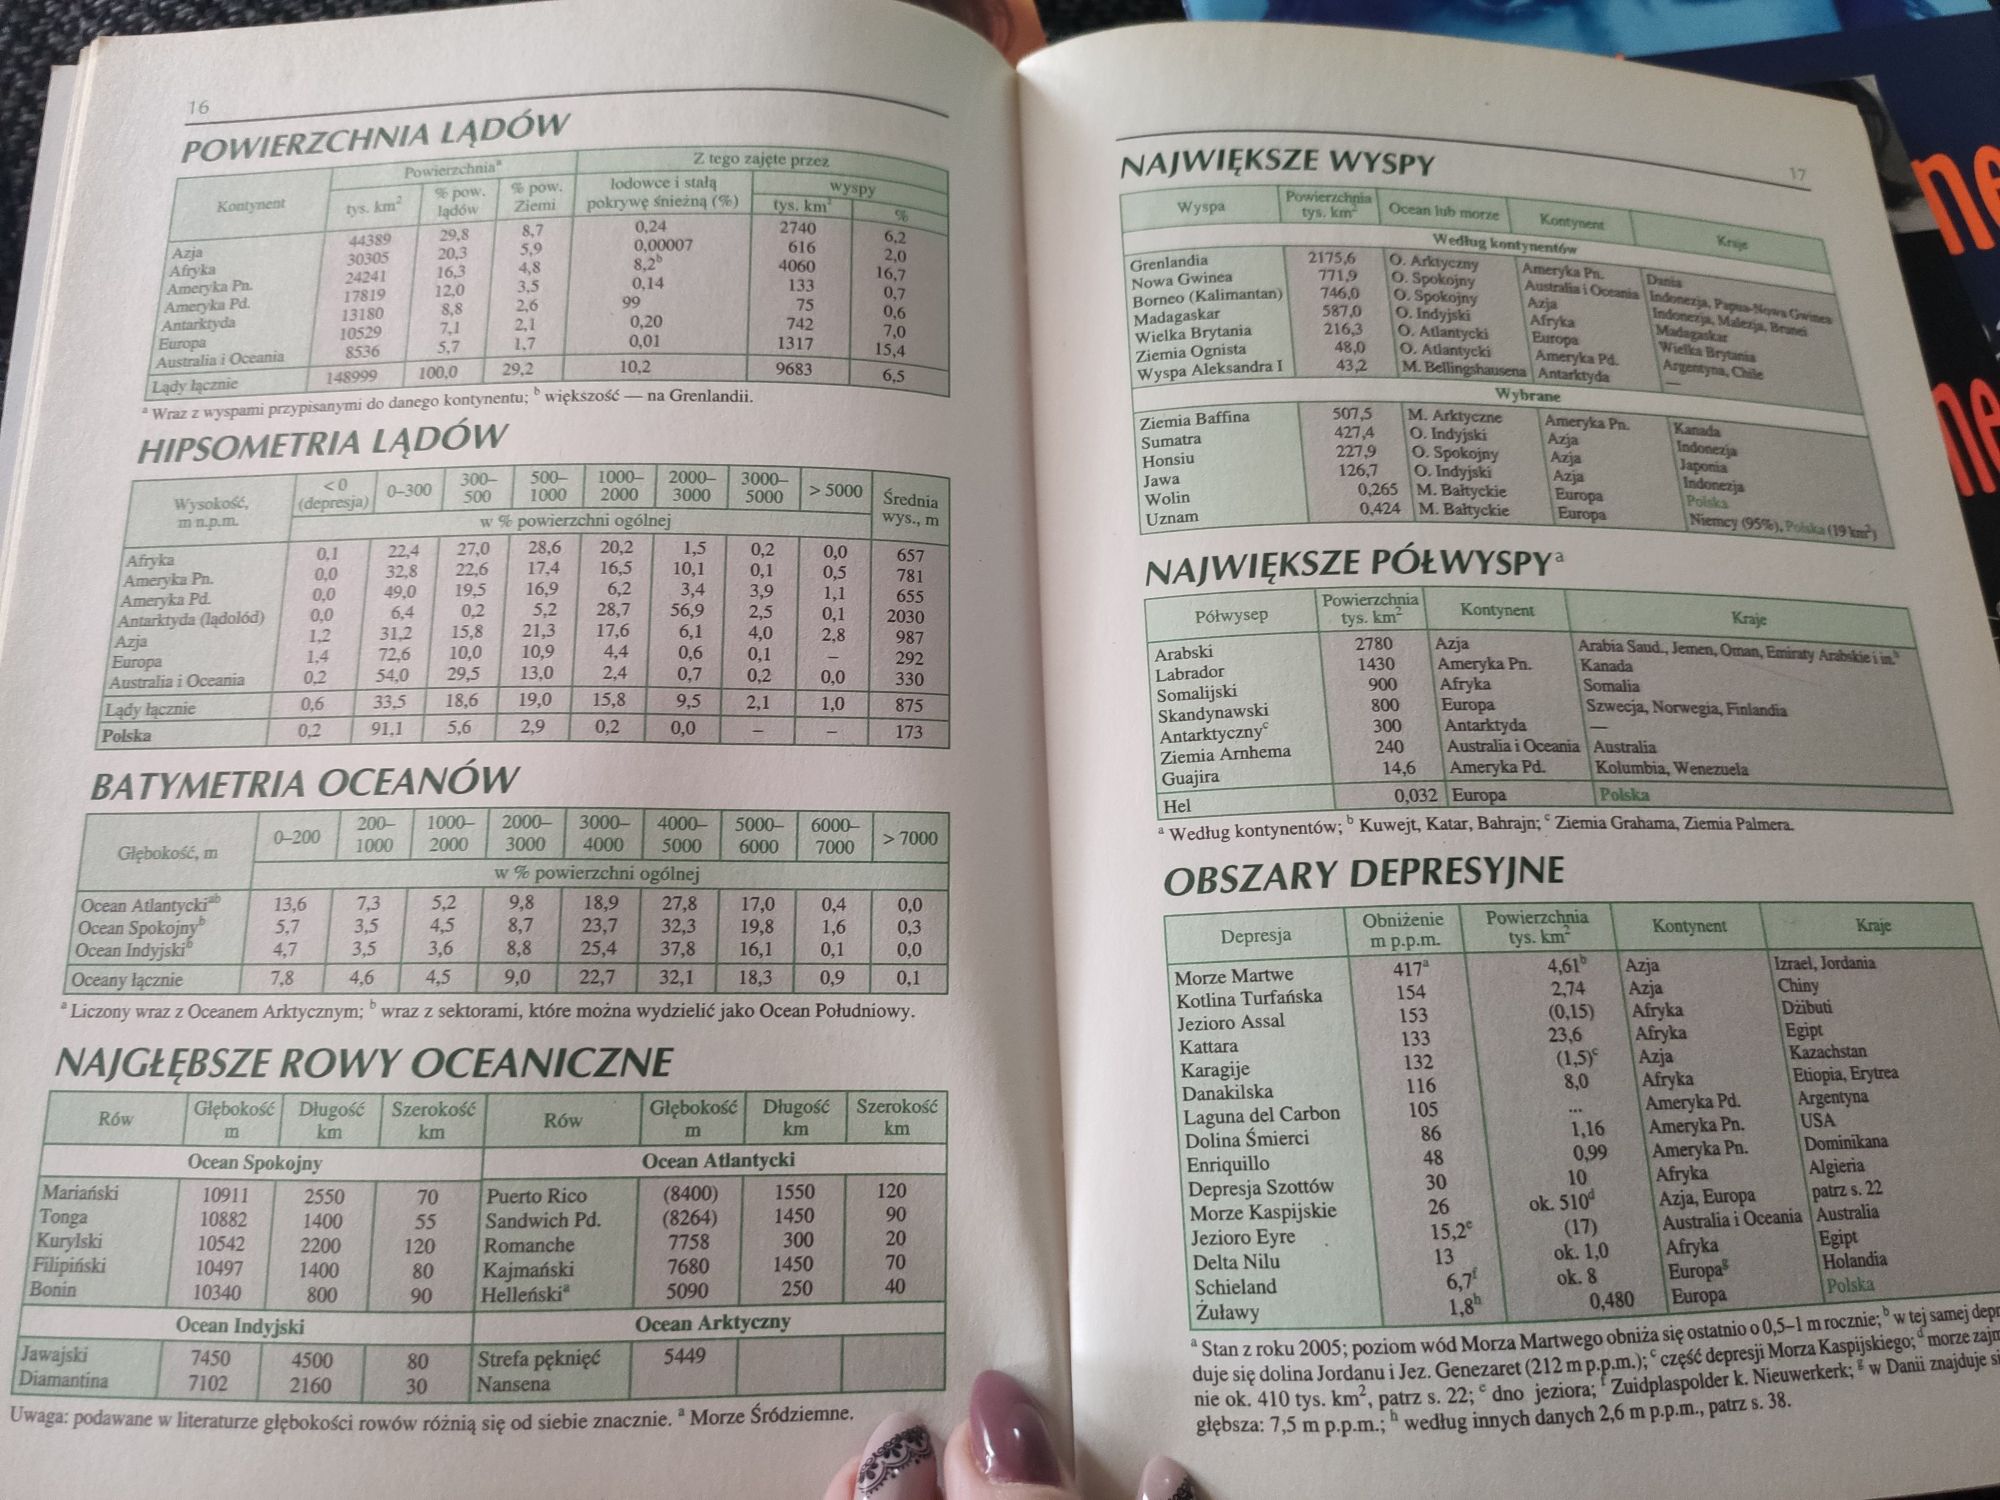 16
POWIERZCHNIA LĄDÓW
Kontynent Powierzchniaᵃ Z tego zajęte przez
tys. km² % pow. lądów % pow. Ziemi lodowce i stałą pokrywę śnieżną (%) wyspy
tys. km² %
Azja 44389 29,8 8,7 0,24 2740 6,2
Afryka 30305 20,3 5,9 0,00007 616 2,0
Ameryka Pn. 24241 16,3 4,8 8,2ᵇ 4060 16,7
Ameryka Pd. 17819 12,0 3,5 0,14 133 0,7
Antarktyda 13180 8,8 2,6 99 75 0,6
Europa 10529 7,1 2,1 0,20 742 7,0
Australia i Oceania 8536 5,7 1,7 0,01 1317 15,4
Lądy łącznie 148999 100,0 29,2 10,2 9683 6,5
ᵃ Wraz z wyspami przypisanymi do danego kontynentu; ᵇ większość — na Grenlandii.
HIPSOMETRIA LĄDÓW
Wysokość, m n.p.m. < 0 (depresja) 0–300 300–500 500–1000 1000–2000 2000–3000 3000–5000 > 5000 Średnia wys., m
w % powierzchni ogólnej
Afryka 0,1 22,4 27,0 28,6 20,2 1,5 0,2 0,0 657
Ameryka Pn. 0,0 32,8 22,6 17,4 16,5 10,1 0,1 0,5 781
Ameryka Pd. 0,0 49,0 19,5 16,9 6,2 3,4 3,9 1,1 655
Antarktyda (lądolód) 0,0 6,4 0,2 5,2 28,7 56,9 2,5 0,1 2030
Azja 1,2 31,2 15,8 21,3 17,6 6,1 4,0 2,8 987
Europa 1,4 72,6 10,0 10,9 4,4 0,6 0,1 – 292
Australia i Oceania 0,2 54,0 29,5 13,0 2,4 0,7 0,2 0,0 330
Lądy łącznie 0,6 33,5 18,6 19,0 15,8 9,5 2,1 1,0 875
Polska 0,2 91,1 5,6 2,9 0,2 0,0 – – 173
BATYMETRIA OCEANÓW
Głębokość, m 0–200 200–1000 1000–2000 2000–3000 3000–4000 4000–5000 5000–6000 6000–7000 > 7000
w % powierzchni ogólnej
Ocean Atlantyckiᵃᵇ 13,6 7,3 5,2 9,8 18,9 27,8 17,0 0,4 0,0
Ocean Spokojnyᵇ 5,7 3,5 4,5 8,7 23,7 32,3 19,8 1,6 0,3
Ocean Indyjskiᵇ 4,7 3,5 3,6 8,8 25,4 37,8 16,1 0,1 0,0
Oceany łącznie 7,8 4,6 4,5 9,0 22,7 32,1 18,3 0,9 0,1
ᵃ Liczony wraz z Oceanem Arktycznym; ᵇ wraz z sektorami, które można wydzielić jako Ocean Południowy.
NAJGŁĘBSZE ROWY OCEANICZNE
Rów Głębokość m Długość km Szerokość km Rów Głębokość m Długość km Szerokość km
Ocean Spokojny Ocean Atlantycki
Mariański 10911 2550 70 Puerto Rico (8400) 1550 120
Tonga 10882 1400 55 Sandwich Pd. (8264) 1450 90
Kurylski 10542 2200 120 Romanche 7758 300 20
Filipiński 10497 1400 80 Kajmański 7680 1450 70
Bonin 10340 800 90 Helleńskiᵃ 5090 250 40
Ocean Indyjski Ocean Arktyczny
Jawajski 7450 4500 80 Strefa pęknięć 5449
Diamantina 7102 2160 30 Nansena
Uwaga: podawane w literaturze głębokości rowów różnią się od siebie znacznie. ᵃ Morze Śródziemne.
17
NAJWIĘKSZE WYSPY
Wyspa Powierzchnia tys. km² Ocean lub morze Kontynent Kraje
Według kontynentów
Grenlandia 2175,6 O. Arktyczny Ameryka Pn. Dania
Nowa Gwinea 771,9 O. Spokojny Australia i Oceania Indonezja, Papua-Nowa Gwinea
Borneo (Kalimantan) 746,0 O. Spokojny Azja Indonezja, Malezja, Brunei
Madagaskar 587,0 O. Indyjski Afryka Madagaskar
Wielka Brytania 216,3 O. Atlantycki Europa Wielka Brytania
Ziemia Ognista 48,0 O. Atlantycki Ameryka Pd. Argentyna, Chile
Wyspa Aleksandra I 43,2 M. Bellingshausena Antarktyda —
Wybrane
Ziemia Baffina 507,5 M. Arktyczne Ameryka Pn. Kanada
Sumatra 427,4 O. Indyjski Azja Indonezja
Honsiu 227,9 O. Spokojny Azja Japonia
Jawa 126,7 O. Indyjski Azja Indonezja
Wolin 0,265 M. Bałtyckie Europa Polska
Uznam 0,424 M. Bałtyckie Europa Niemcy (95%), Polska (19 km²)
NAJWIĘKSZE PÓŁWYSPYᵃ
Półwysep Powierzchnia tys. km² Kontynent Kraje
Arabski 2780 Azja Arabia Saud., Jemen, Oman, Emiraty Arabskie i in.ᵇ
Labrador 1430 Ameryka Pn. Kanada
Somalijski 900 Afryka Somalia
Skandynawski 800 Europa Szwecja, Norwegia, Finlandia
Antarktycznyᶜ 300 Antarktyda —
Ziemia Arnhema 240 Australia i Oceania Australia
Guajira 14,6 Ameryka Pd. Kolumbia, Wenezuela
Hel 0,032 Europa Polska
ᵃ Według kontynentów; ᵇ Kuwejt, Katar, Bahrajn; ᶜ Ziemia Grahama, Ziemia Palmera.
OBSZARY DEPRESYJNE
Depresja Obniżenie m p.p.m. Powierzchnia tys. km² Kontynent Kraje
Morze Martwe 417ᵃ 4,61ᵇ Azja Izrael, Jordania
Kotlina Turfańska 154 2,74 Azja Chiny
Jezioro Assal 153 (0,15) Afryka Dżibuti
Kattara 133 23,6 Afryka Egipt
Karagije 132 (1,5)ᶜ Azja Kazachstan
Danakilska 116 8,0 Afryka Etiopia, Erytrea
Laguna del Carbon 105 ... Ameryka Pd. Argentyna
Dolina Śmierci 86 1,16 Ameryka Pn. USA
Enriquillo 48 0,99 Ameryka Pn. Dominikana
Depresja Szottów 30 10 Afryka Algieria
Morze Kaspijskie 26 ok. 510ᵈ Azja, Europa patrz s. 22
Jezioro Eyre 15,2ᵉ (17) Australia i Oceania Australia
Delta Nilu 13 ok. 1,0 Afryka Egipt
Schieland 6,7ᶠ ok. 8 Europaᵍ Holandia
Żuławy 1,8ʰ 0,480 Europa Polska
ᵃ Stan z roku 2005; poziom wód Morza Martwego obniża się ostatnio o 0,5–1 m rocznie; ᵇ w tej samej depr
duje się dolina Jordanu i Jez. Genezaret (212 m p.p.m.); ᶜ część depresji Morza Kaspijskiego; ᵈ morze zajm
nie ok. 410 tys. km², patrz s. 22; ᵉ dno jeziora; ᶠ Zuidplaspolder k. Nieuwerkerk; ᵍ w Danii znajduje si
głębsza: 7,5 m p.p.m.; ʰ według innych danych 2,6 m p.p.m., patrz s. 38.